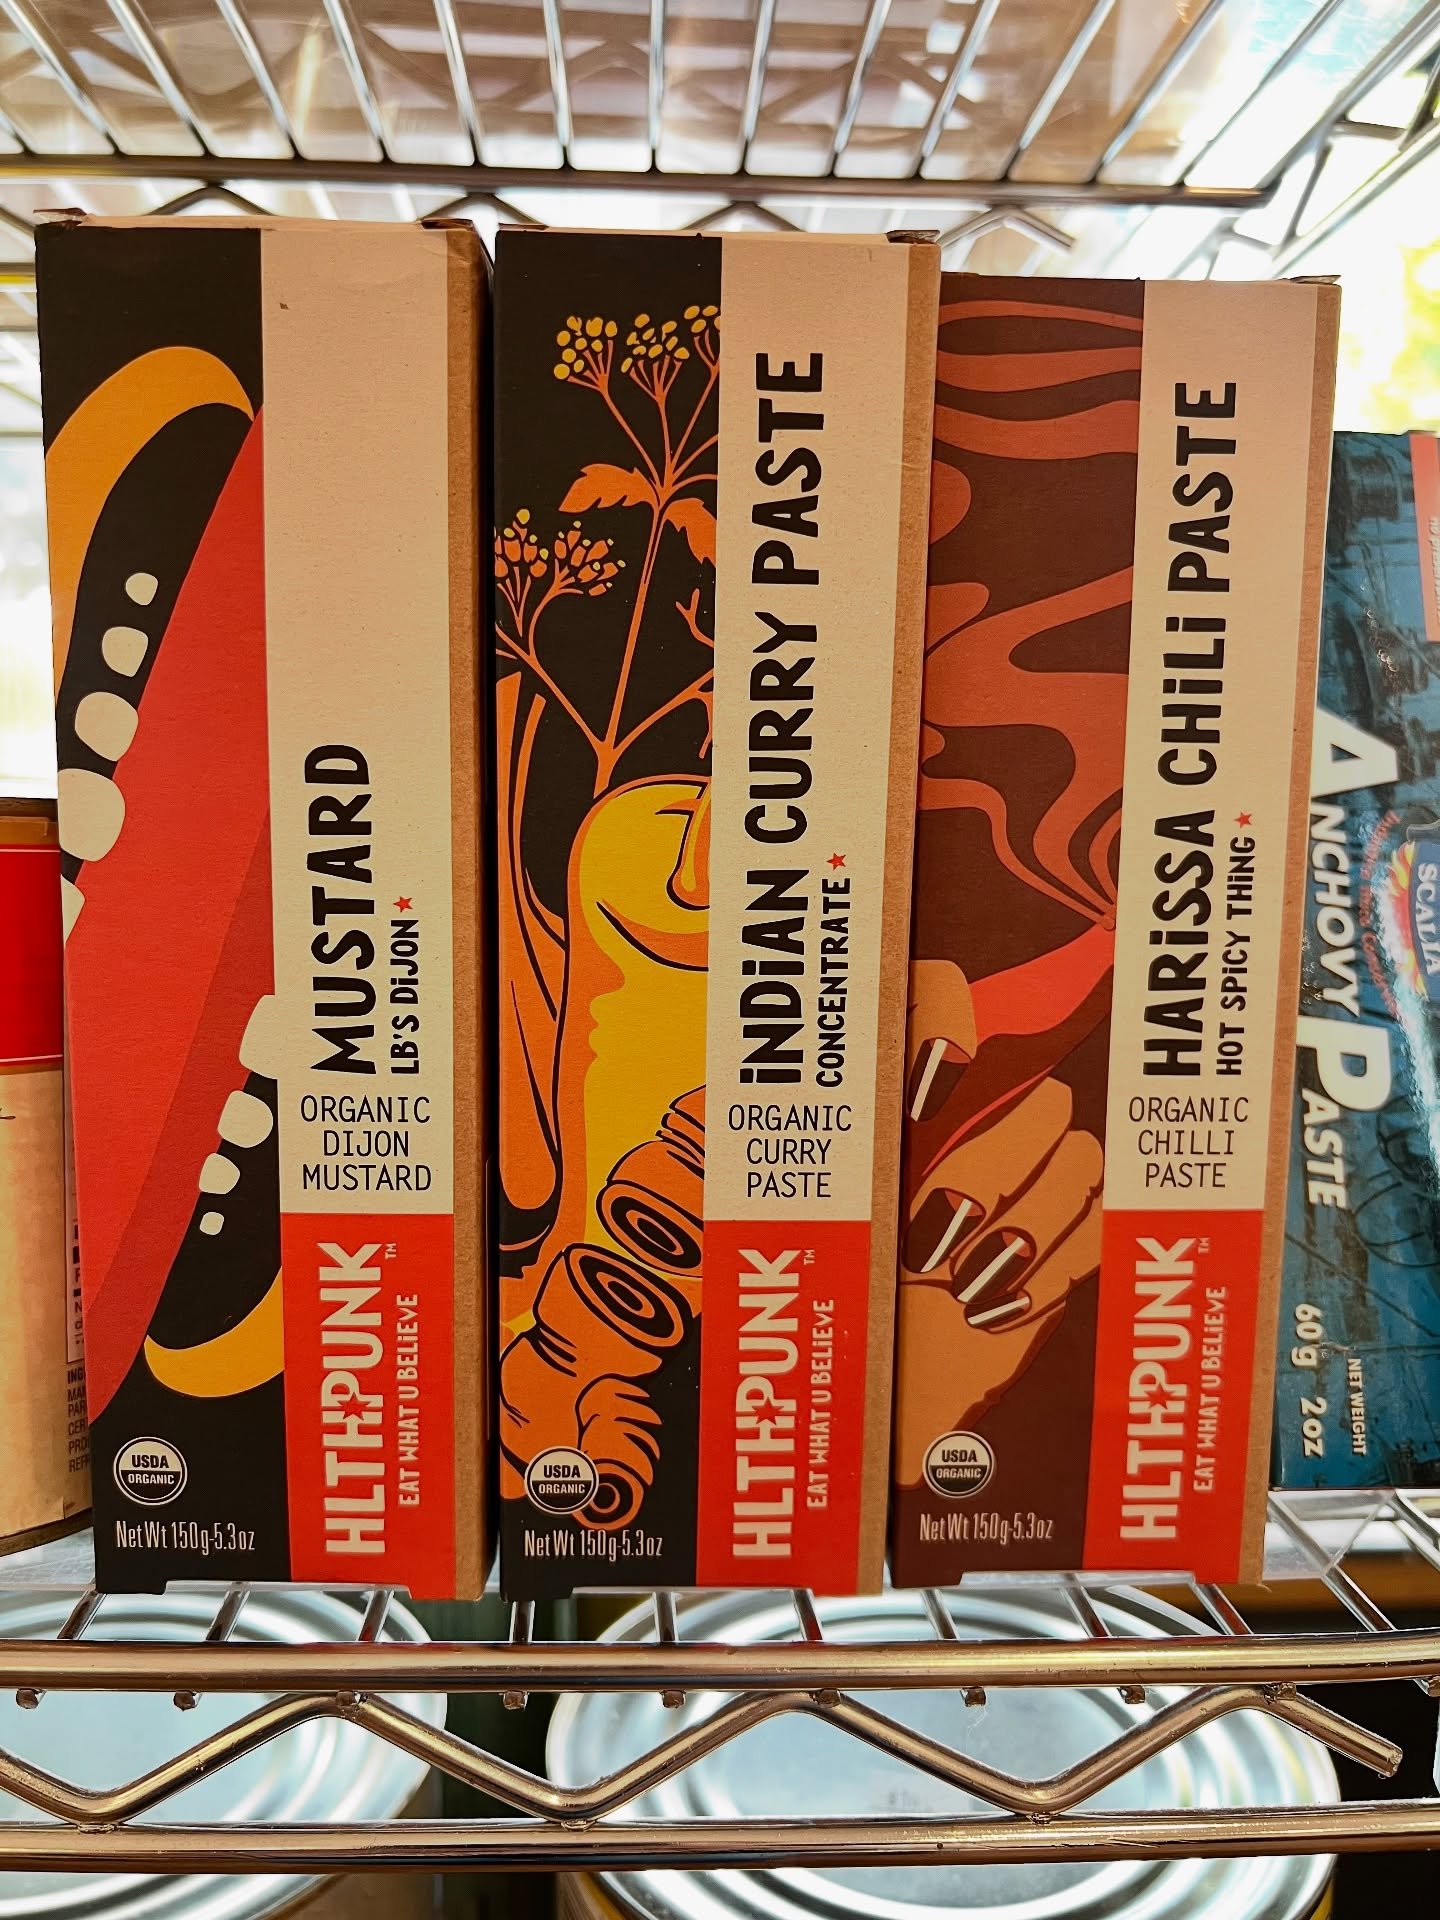 MUSTARD
LB'S DiJON
ORGANIC
DIJON
MUSTARD
HLTHPUNK™
EAT WHAT U BELiEVE
USDA
ORGANIC
Net Wt 150g-5.3oz
iNDiAN CURRY PASTE
CONCENTRATE
ORGANIC
CURRY
PASTE
HLTHPUNK™
EAT WHAT U BELiEVE
USDA
ORGANIC
Net Wt 150g-5.3oz
HARiSSA CHiLi PASTE
HOT SPiCY THiNG
ORGANIC
CHILLI
PASTE
HLTHPUNK™
EAT WHAT U BELiEVE
USDA
ORGANIC
Net Wt 150g-5.3oz
SCALIA
ANCHOVY PASTE
NET WEIGHT
60g 2oz